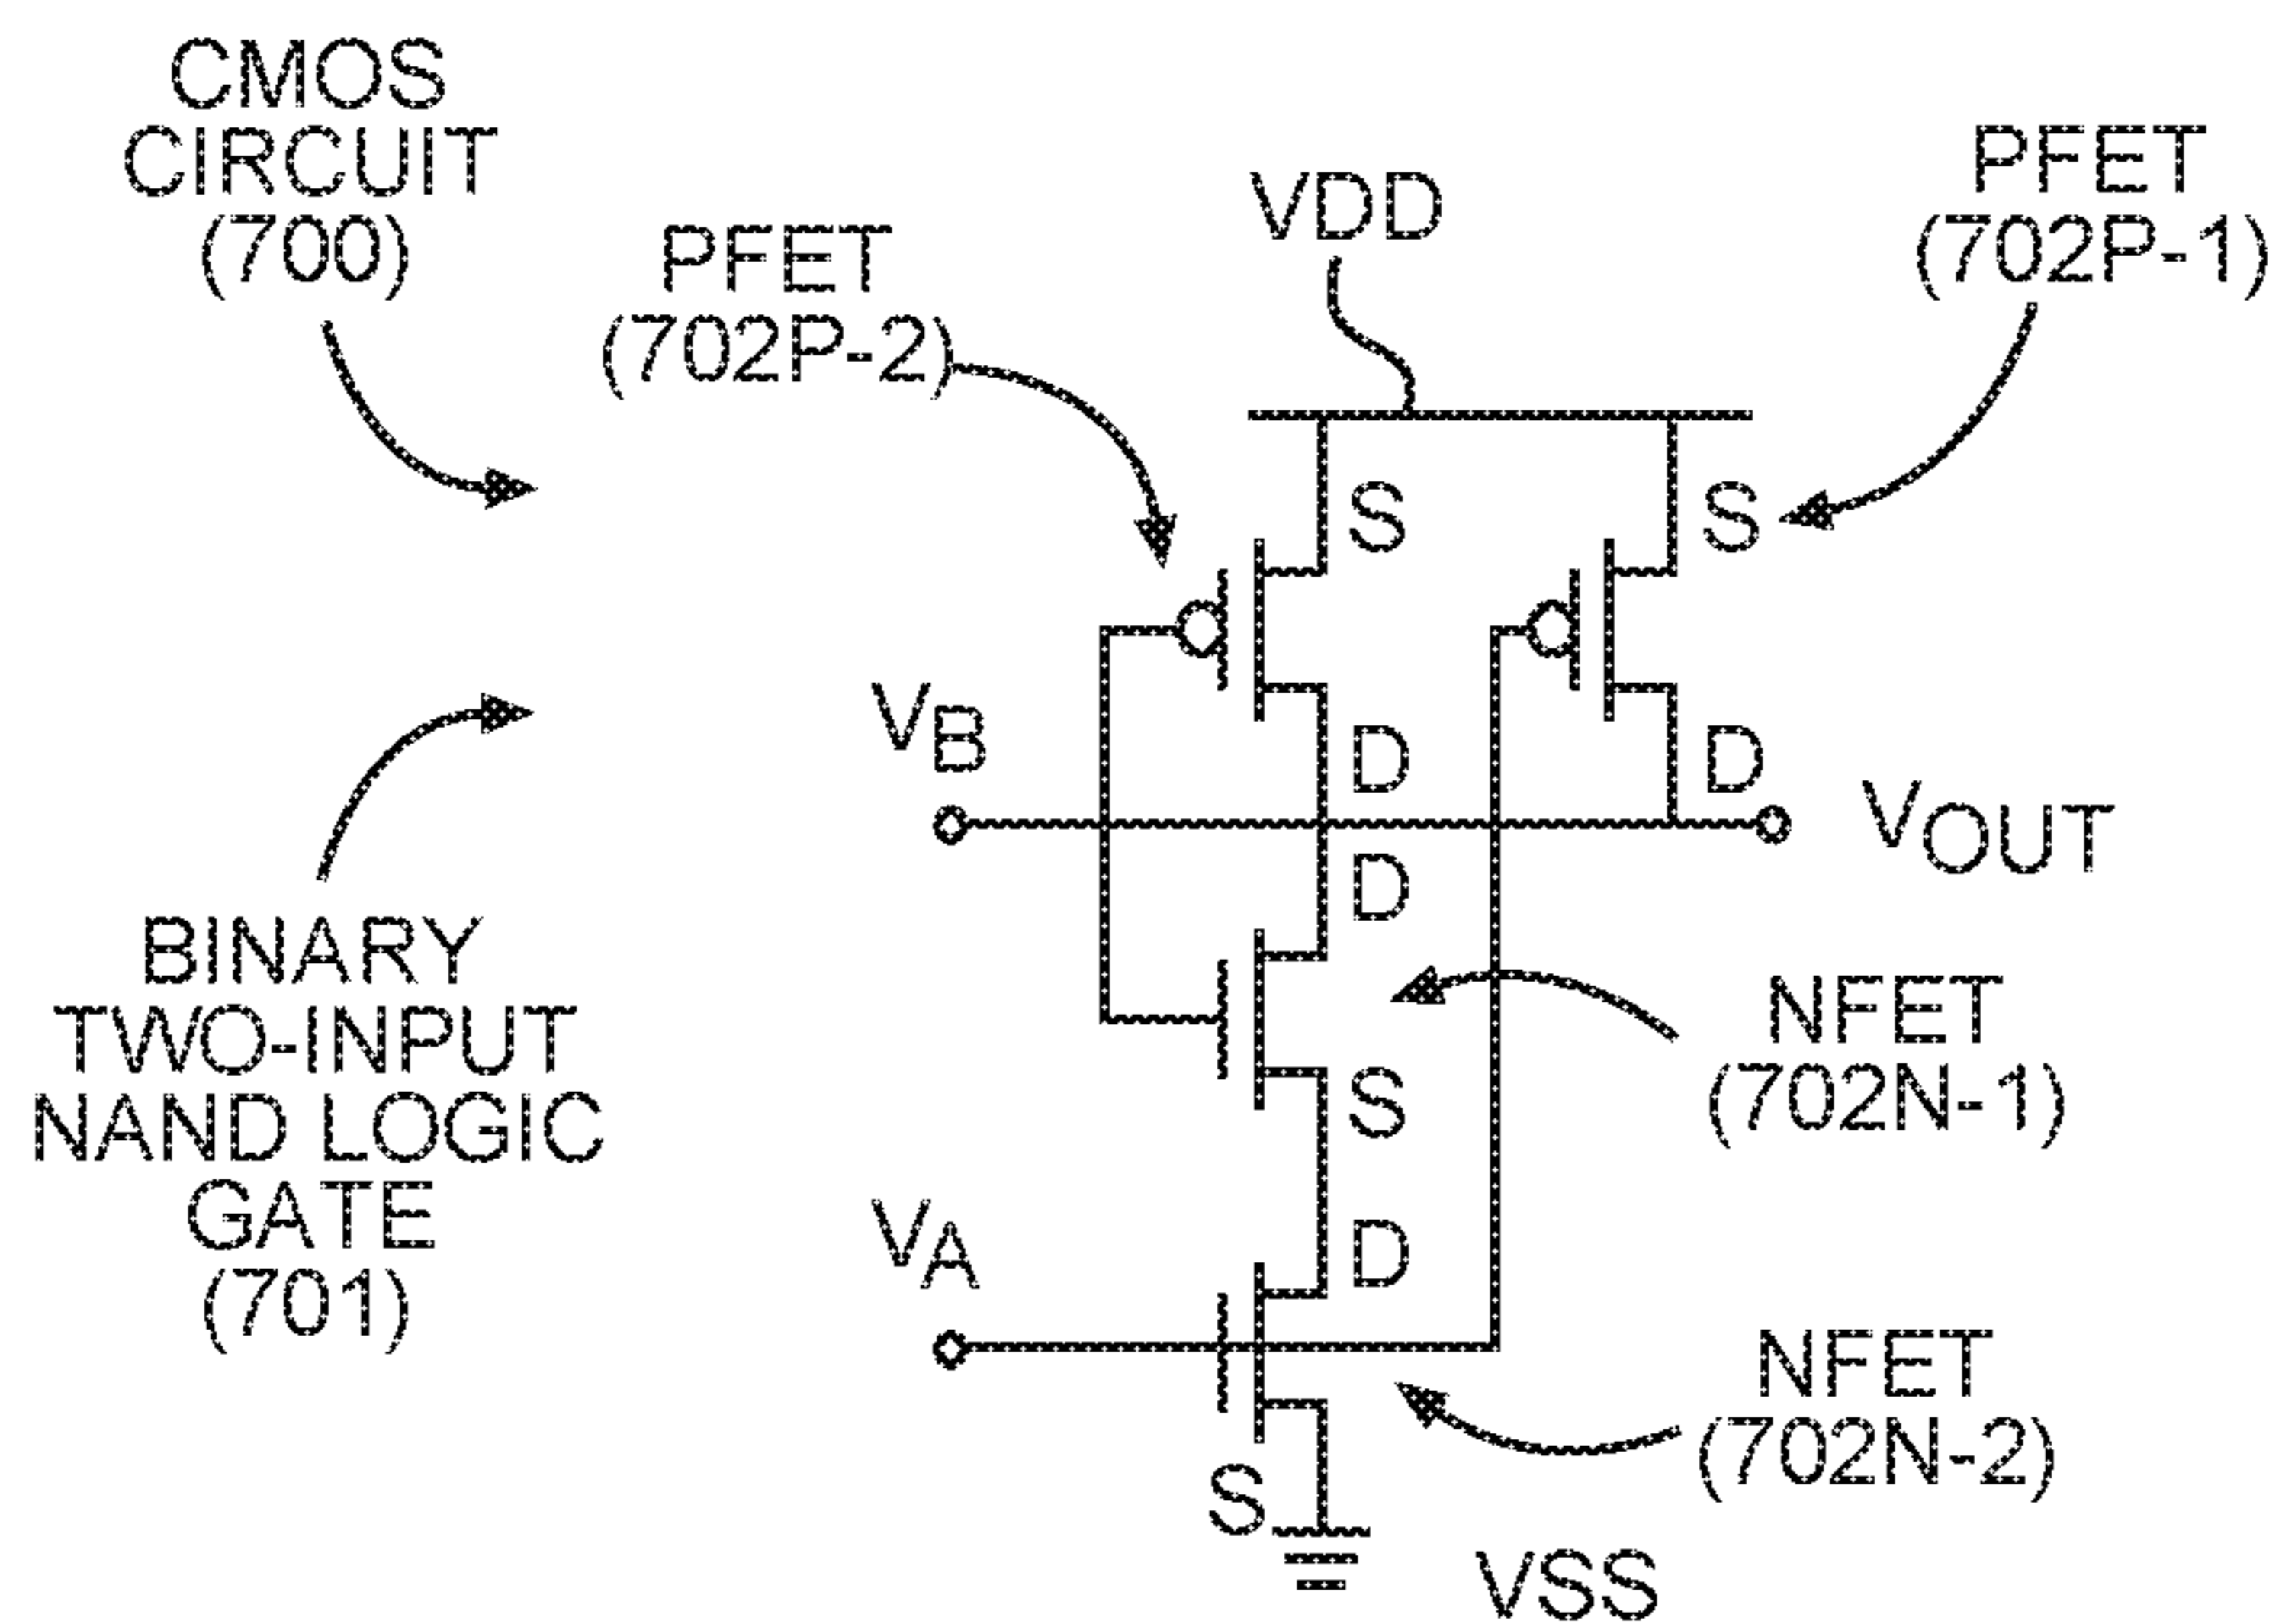 CMOS
CIRCUIT
(700)
PFET
(702P-2)
VDD
PFET
(702P-1)
S
S
VB
D
D
VOUT
D
BINARY
TWO-INPUT
NAND LOGIC
GATE
(701)
NFET
(702N-1)
S
VA
D
NFET
(702N-2)
S
VSS